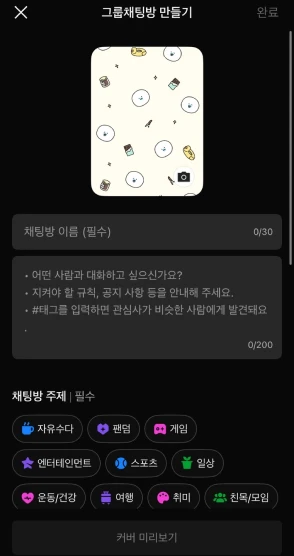 그룹채팅방 만들기
완료
채팅방 이름 (필수)
0/30
• 어떤 사람과 대화하고 싶으신가요?
• 지켜야 할 규칙, 공지 사항 등을 안내해 주세요.
• #태그를 입력하면 관심사가 비슷한 사람에게 발견돼요
.
0/200
채팅방 주제 | 필수
자유수다 팬덤 게임
엔터테인먼트 스포츠 일상
운동/건강 여행 취미 친목/모임
커버 미리보기